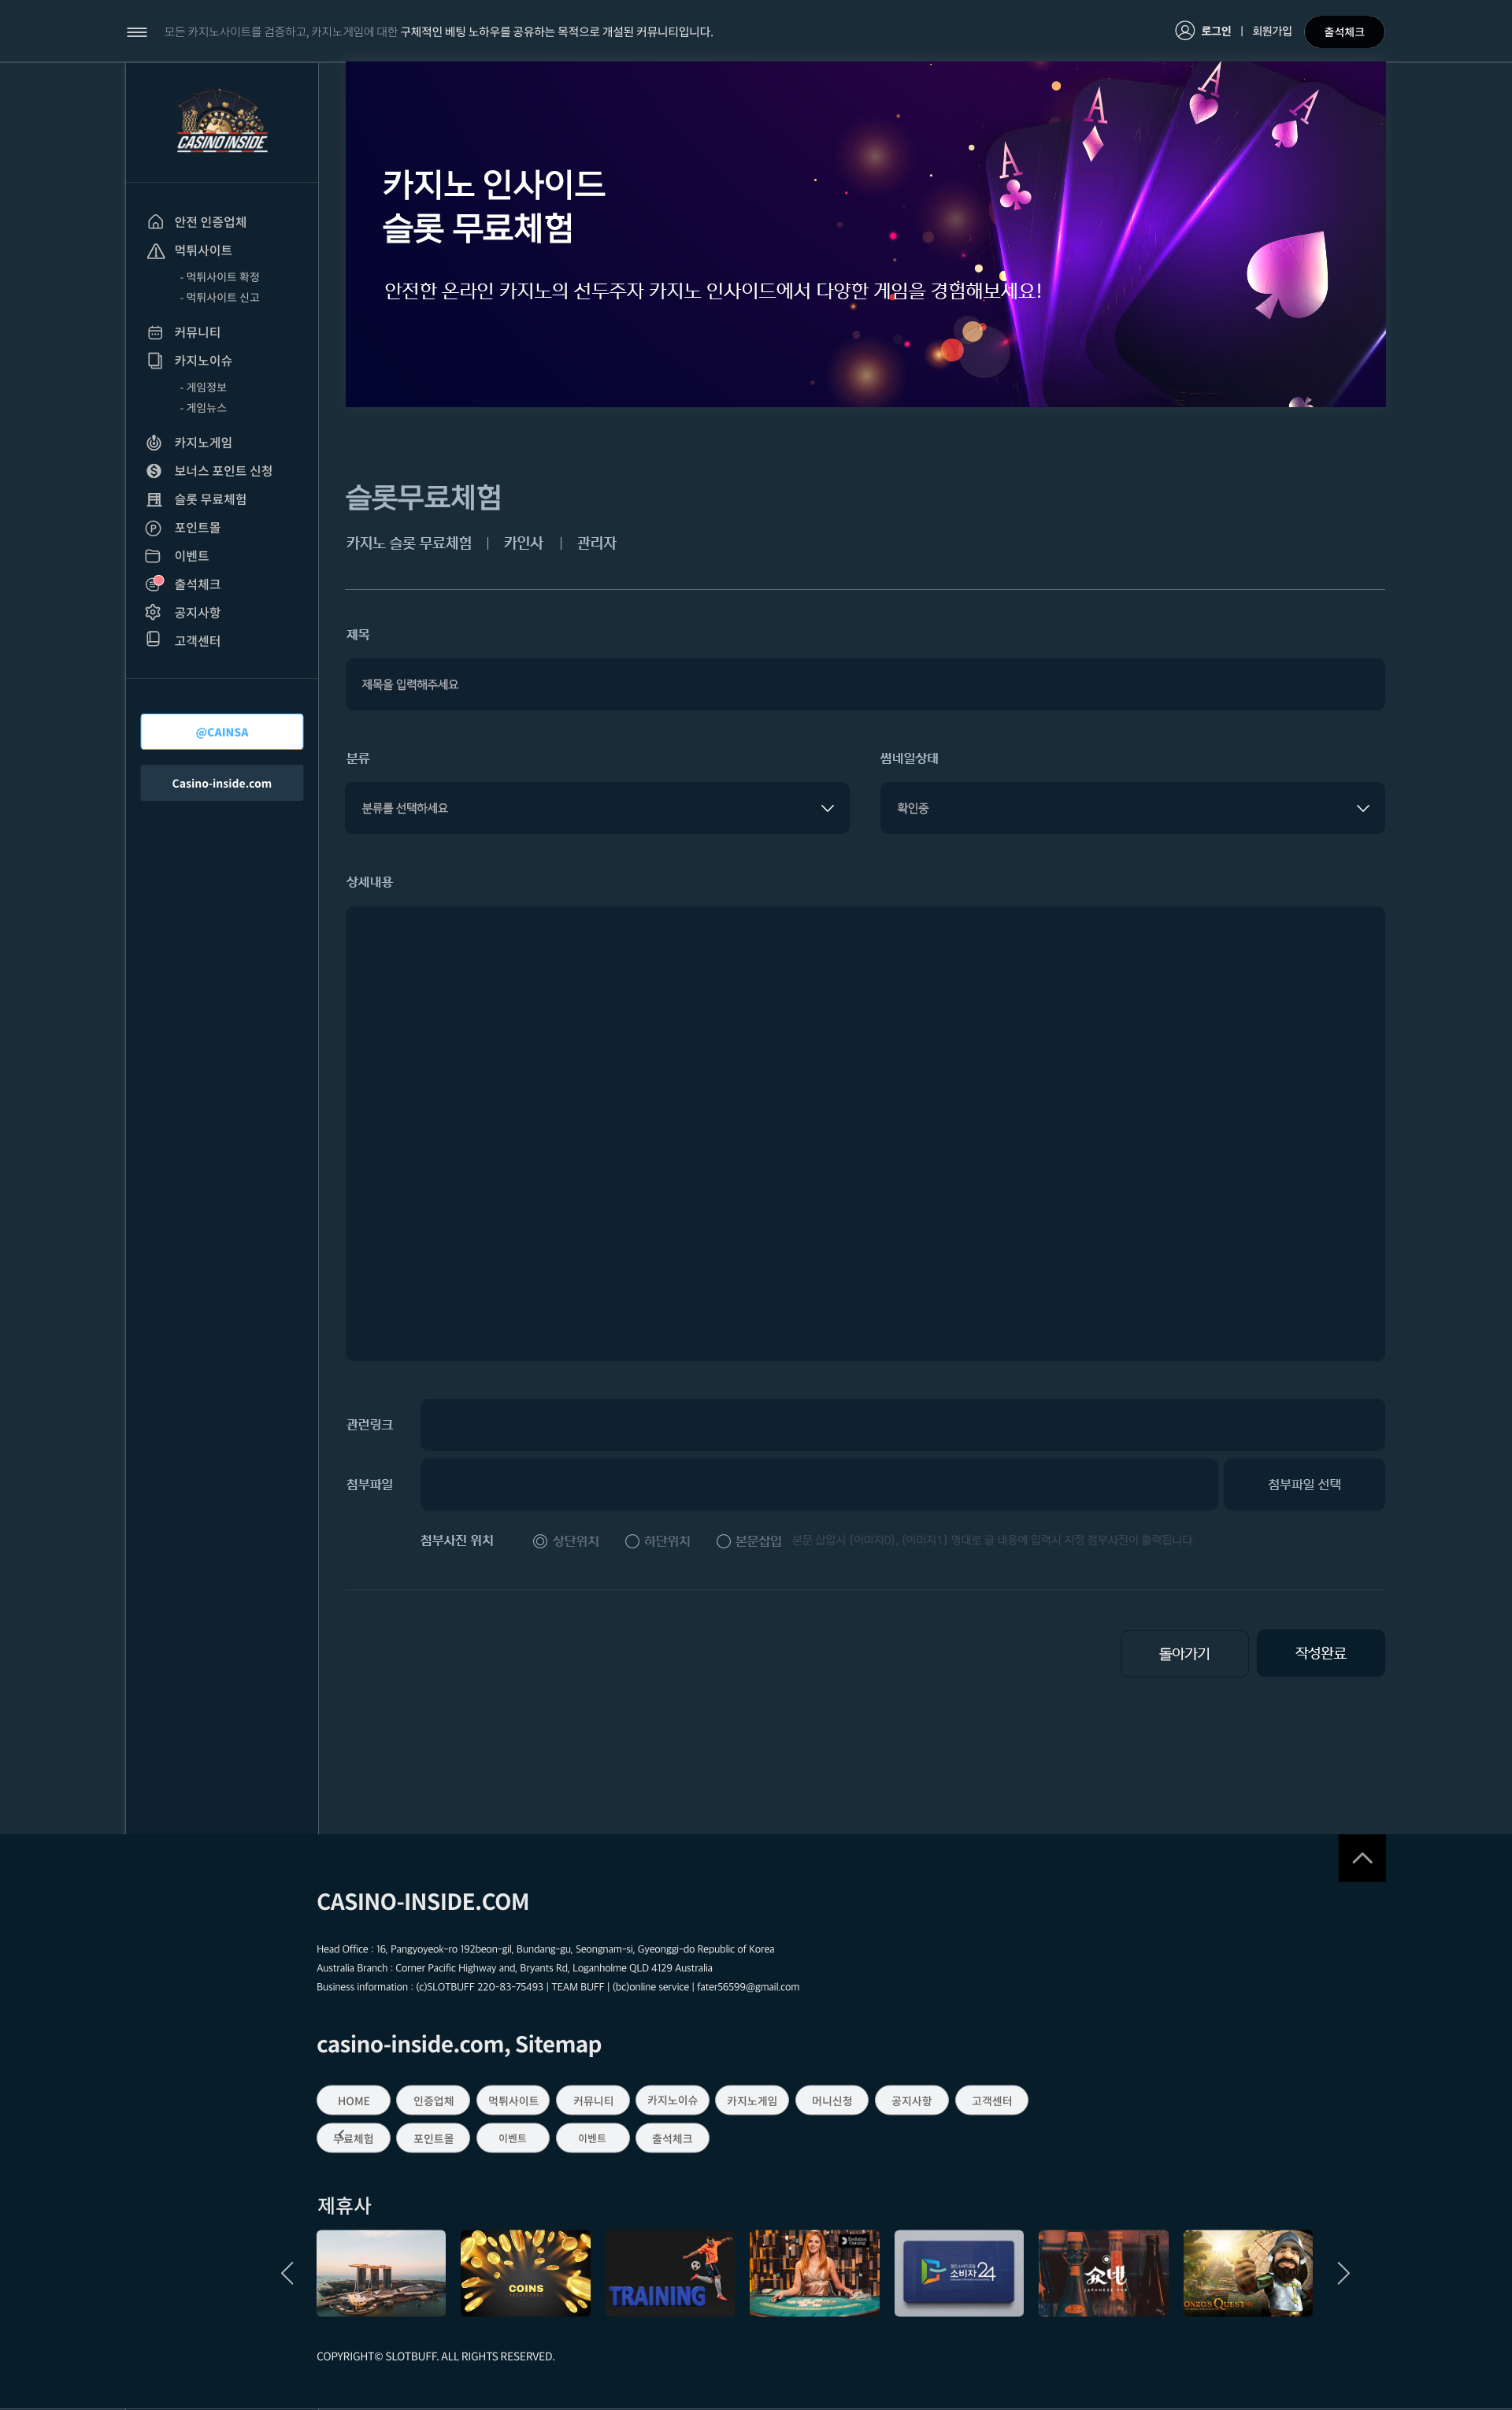 모든 카지노사이트를 검증하고, 카지노게임에 대한 구체적인 베팅 노하우를 공유하는 목적으로 개설된 커뮤니티입니다.
로그인 | 회원가입
출석체크
CASINO INSIDE
안전 인증업체
먹튀사이트
- 먹튀사이트 확정
- 먹튀사이트 신고
커뮤니티
카지노이슈
- 게임정보
- 게임뉴스
카지노게임
보너스 포인트 신청
슬롯 무료체험
포인트몰
이벤트
출석체크
공지사항
고객센터
@CAINSA
Casino-inside.com
카지노 인사이드
슬롯 무료체험
안전한 온라인 카지노의 선두주자 카지노 인사이드에서 다양한 게임을 경험해보세요!
A
A
A
A
슬롯무료체험
카지노 슬롯 무료체험 | 카인사 | 관리자
제목
제목을 입력해주세요
분류
썸네일상태
분류를 선택하세요
확인중
상세내용
관련링크
첨부파일
첨부파일 선택
첨부사진 위치
상단위치
하단위치
본문삽입
본문 삽입시 {이미지0}, {이미지1} 형태로 글 내용에 입력시 지정 첨부사진이 출력됩니다.
돌아가기
작성완료
CASINO-INSIDE.COM
Head Office : 16, Pangyoyeok-ro 192beon-gil, Bundang-gu, Seongnam-si, Gyeonggi-do Republic of Korea
Australia Branch : Corner Pacific Highway and, Bryants Rd, Loganholme QLD 4129 Australia
Business information : (c)SLOTBUFF 220-83-75493 | TEAM BUFF | (bc)online service | fater56599@gmail.com
casino-inside.com, Sitemap
HOME
인증업체
먹튀사이트
커뮤니티
카지노이슈
카지노게임
머니신청
공지사항
고객센터
무료체험
포인트몰
이벤트
이벤트
출석체크
제휴사
COINS
TRAINING
Evolution Gaming
소비자24
쇼넨
JAPANESE PUB
ONZO'S QUEST
COPYRIGHT© SLOTBUFF. ALL RIGHTS RESERVED.